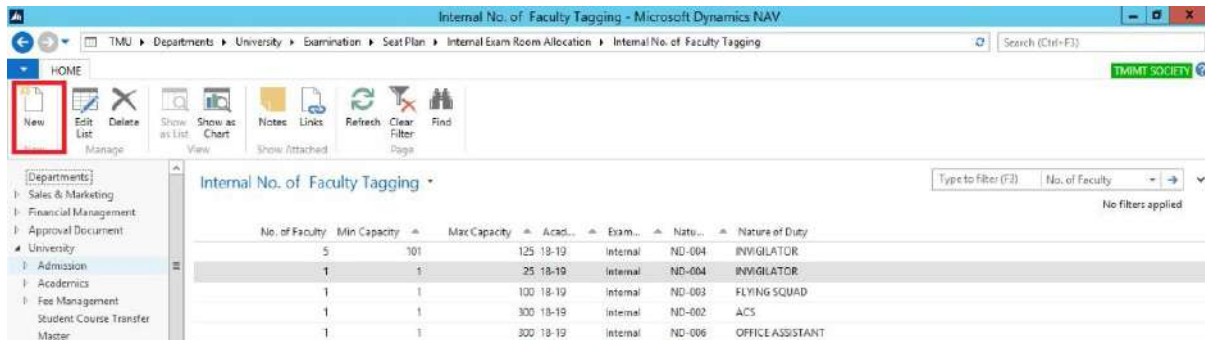 Internal No. of Faculty Tagging - Microsoft Dynamics NAV
TMU ▸ Departments ▸ University ▸ Examination ▸ Seat Plan ▸ Internal Exam Room Allocation ▸ Internal No. of Faculty Tagging
Search (Ctrl+F3)
HOME
TMIMT SOCIETY
New Edit List Delete Show as List Show as Chart Notes Links Refresh Clear Filter Find
New Manage View Show Attached Page
Departments
Sales & Marketing
Financial Management
Approval Document
University
Admission
Academics
Fee Management
Student Course Transfer
Master
Internal No. of Faculty Tagging
Type to filter (F3) No. of Faculty
No filters applied
No. of Faculty Min Capacity Max Capacity Acad... Exam... Natu... Nature of Duty
5 101 125 18-19 Internal ND-004 INVIGILATOR
1 1 25 18-19 Internal ND-004 INVIGILATOR
1 1 100 18-19 Internal ND-003 FLYING SQUAD
1 1 300 18-19 Internal ND-002 ACS
1 1 300 18-19 Internal ND-006 OFFICE ASSISTANT